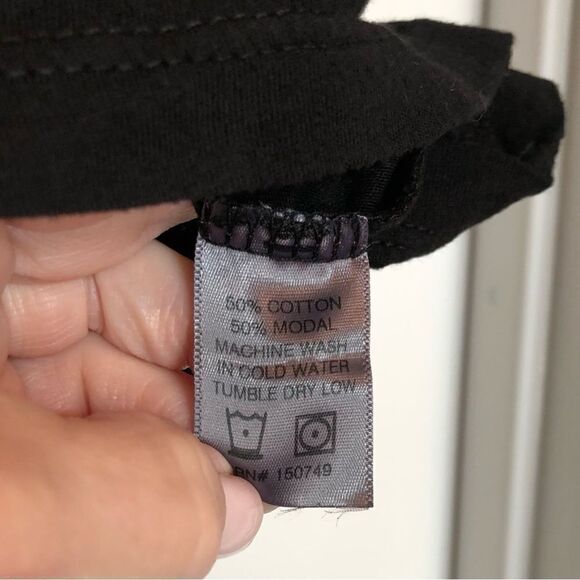 50% COTTON
50% MODAL
MACHINE WASH
IN COLD WATER
TUMBLE DRY LOW
RN# 150749